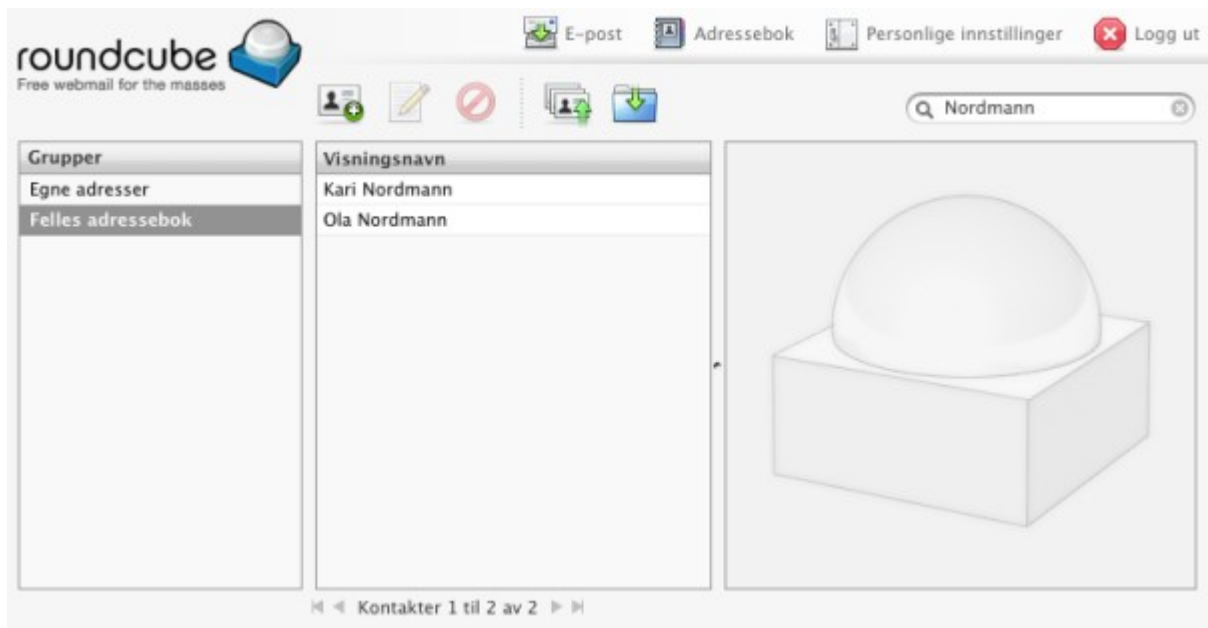 roundcube
Free webmail for the masses
E-post Adressebok Personlige innstillinger Logg ut
Nordmann
Grupper
Egne adresser
Felles adressebok
Visningsnavn
Kari Nordmann
Ola Nordmann
Kontakter 1 til 2 av 2